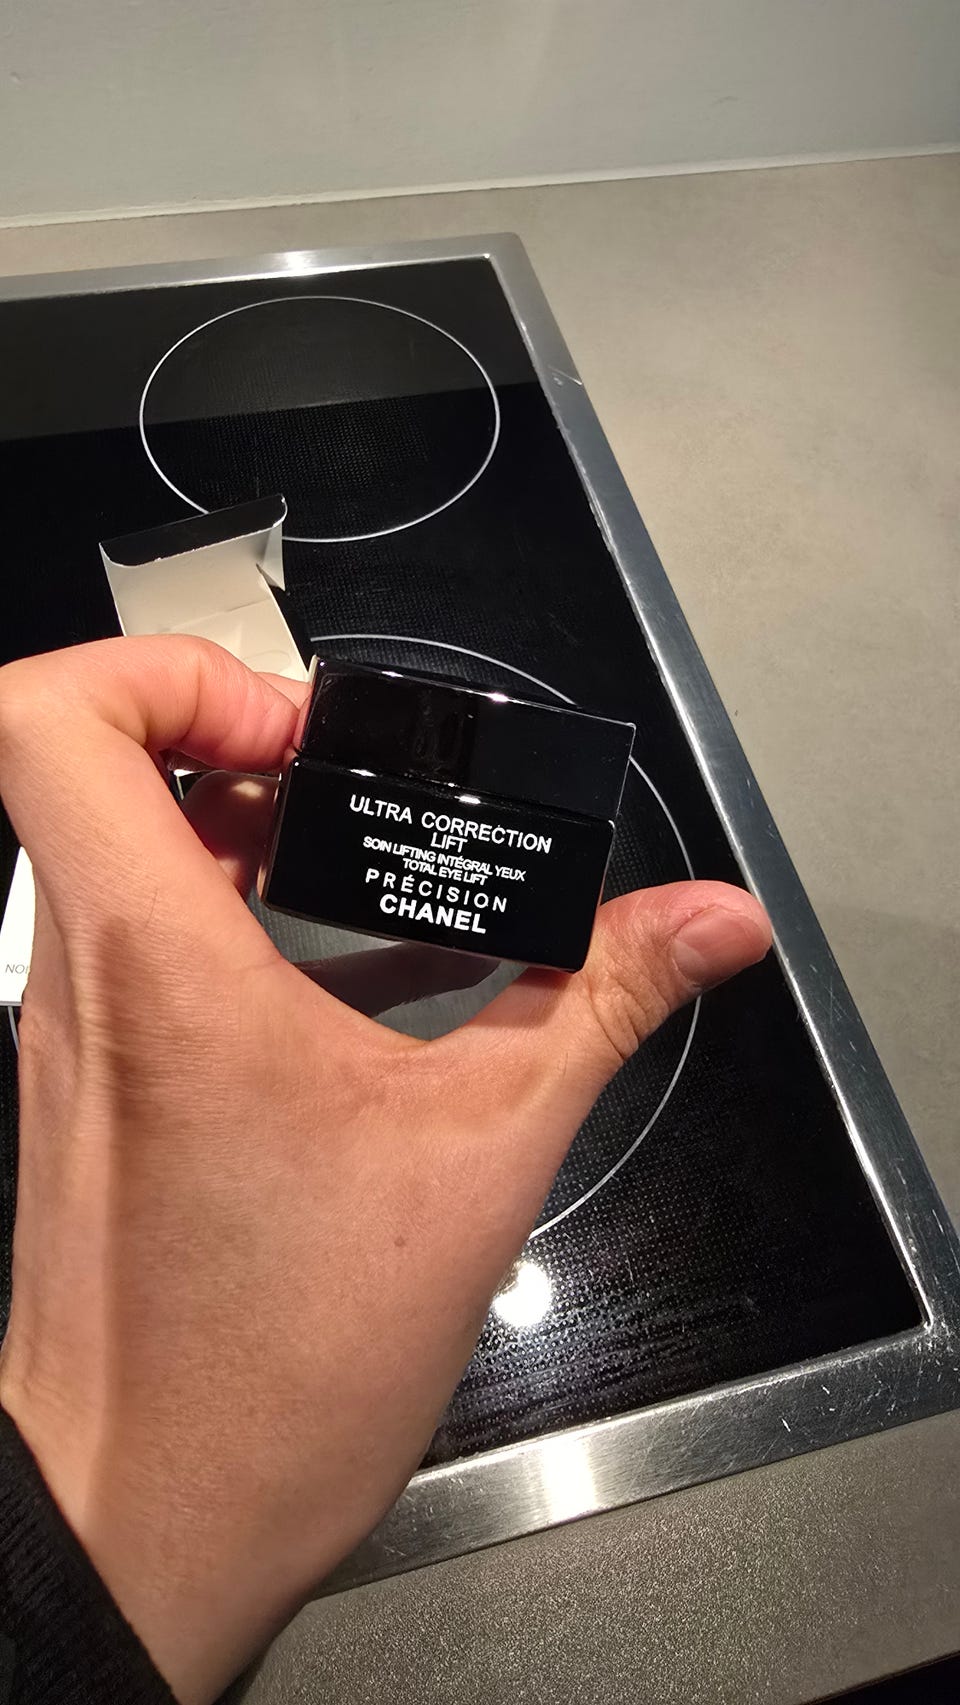 ULTRA CORRECTION
LIFT
SOIN LIFTING INTÉGRAL YEUX
TOTAL EYE LIFT
PRÉCISION
CHANEL